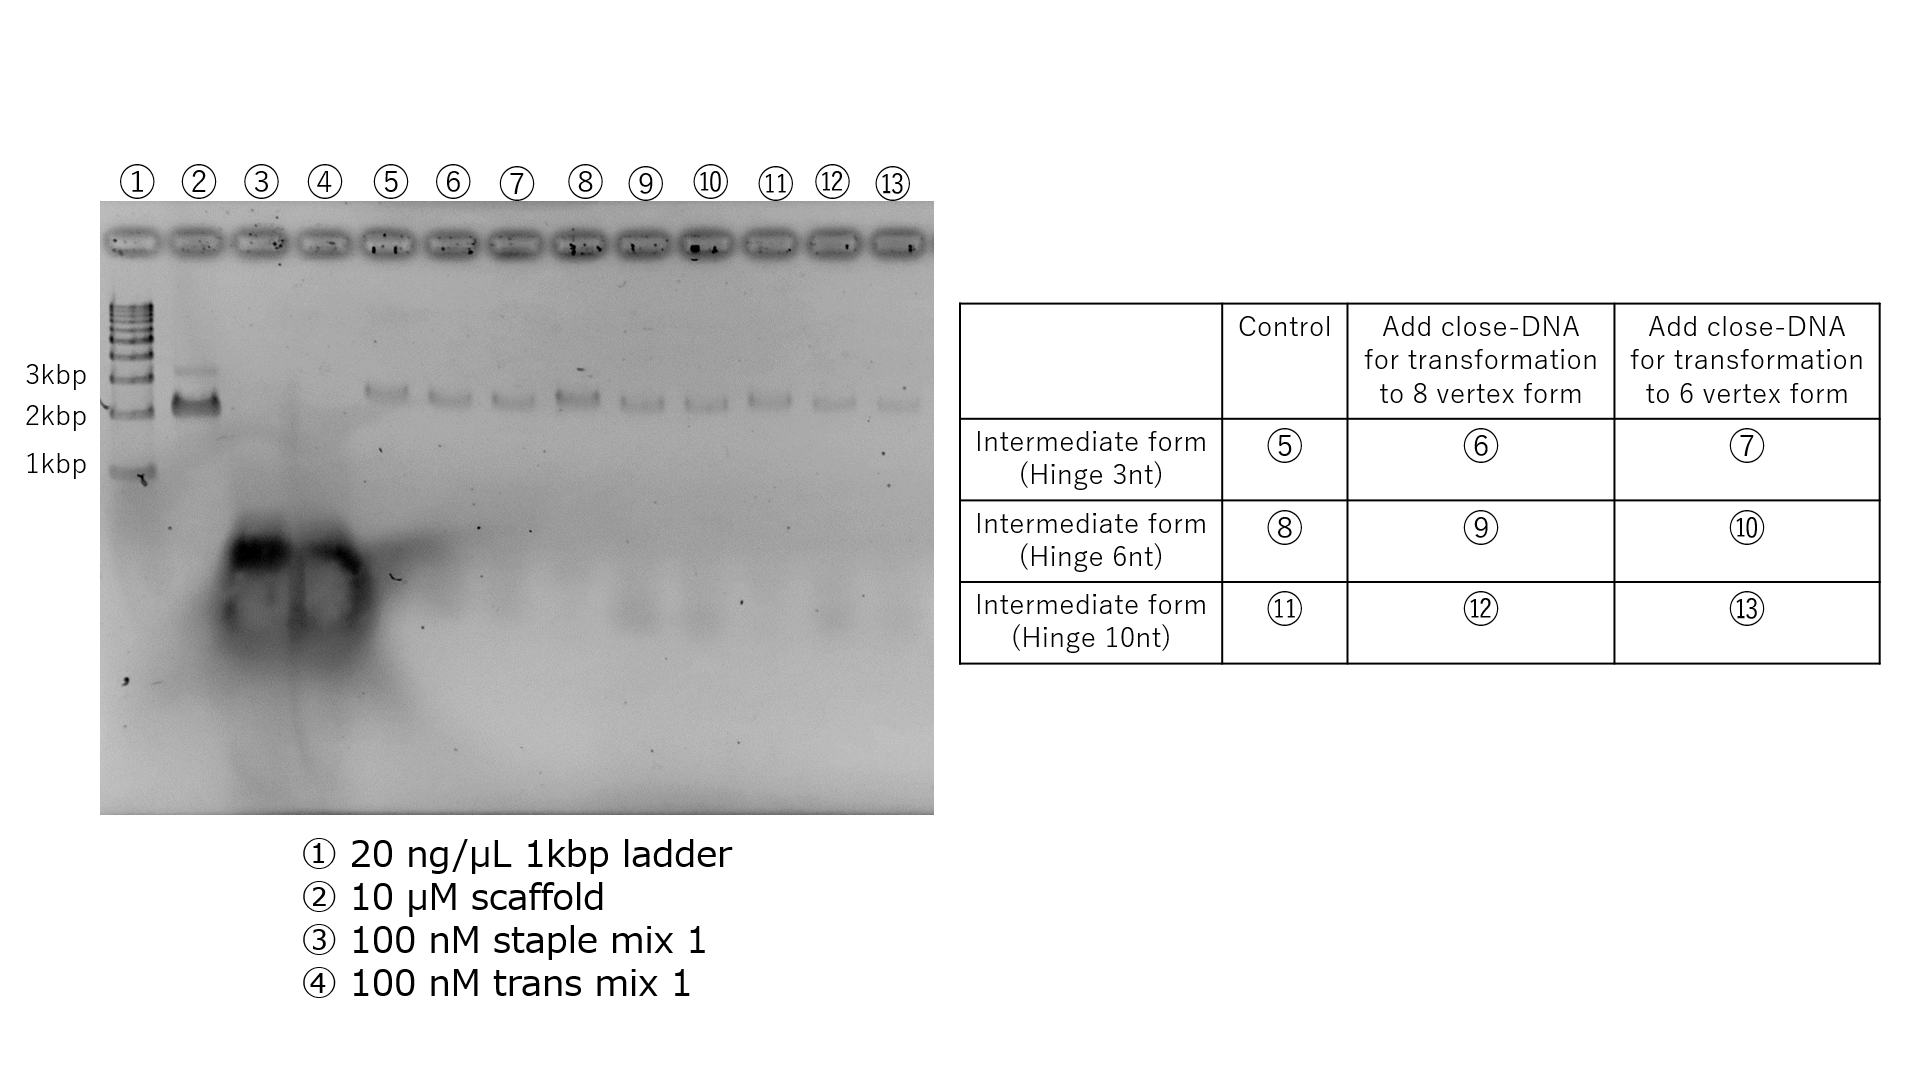 ① ② ③ ④ ⑤ ⑥ ⑦ ⑧ ⑨ ⑩ ⑪ ⑫ ⑬
3kbp
2kbp
1kbp
Control
Add close-DNA
for transformation
to 8 vertex form
Add close-DNA
for transformation
to 6 vertex form
Intermediate form
(Hinge 3nt)
⑤ ⑥ ⑦
Intermediate form
(Hinge 6nt)
⑧ ⑨ ⑩
Intermediate form
(Hinge 10nt)
⑪ ⑫ ⑬
① 20 ng/μL 1kbp ladder
② 10 μM scaffold
③ 100 nM staple mix 1
④ 100 nM trans mix 1